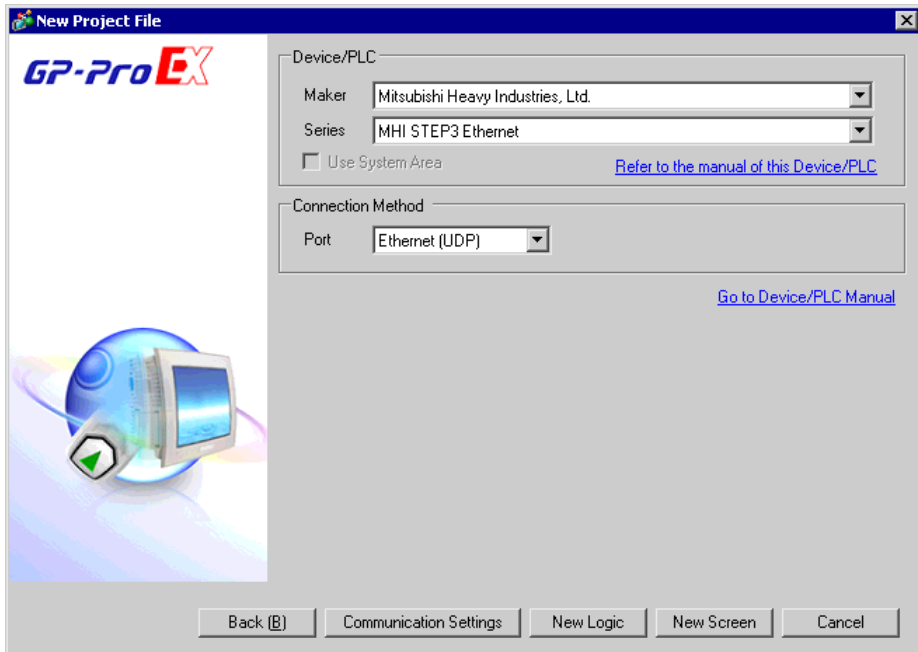 New Project File
GP-Pro EX
Device/PLC
Maker Mitsubishi Heavy Industries, Ltd.
Series MHI STEP3 Ethernet
Use System Area Refer to the manual of this Device/PLC
Connection Method
Port Ethernet (UDP)
Go to Device/PLC Manual
Back (B) Communication Settings New Logic New Screen Cancel